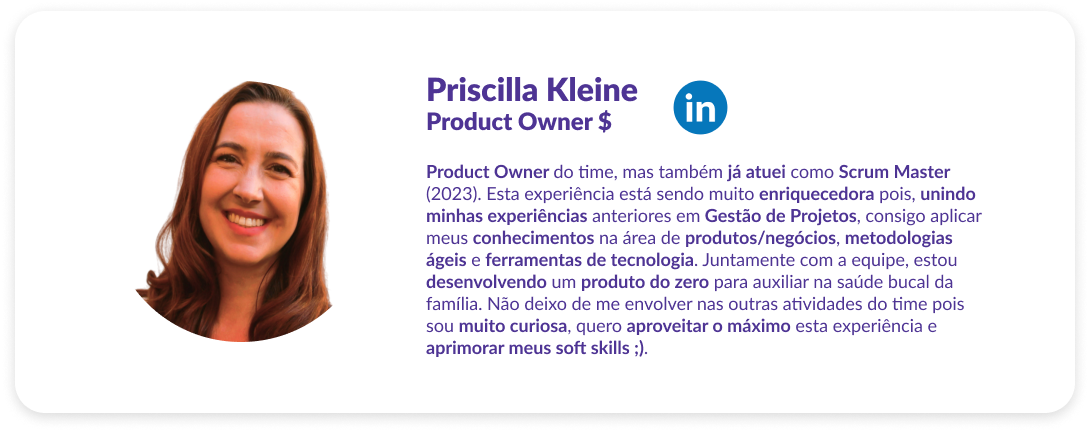 Priscilla Kleine
Product Owner $
in
Product Owner do time, mas também já atuei como Scrum Master
(2023). Esta experiência está sendo muito enriquecedora pois, unindo
minhas experiências anteriores em Gestão de Projetos, consigo aplicar
meus conhecimentos na área de produtos/negócios, metodologias
ágeis e ferramentas de tecnologia. Juntamente com a equipe, estou
desenvolvendo um produto do zero para auxiliar na saúde bucal da
família. Não deixo de me envolver nas outras atividades do time pois
sou muito curiosa, quero aproveitar o máximo esta experiência e
aprimorar meus soft skills ;).